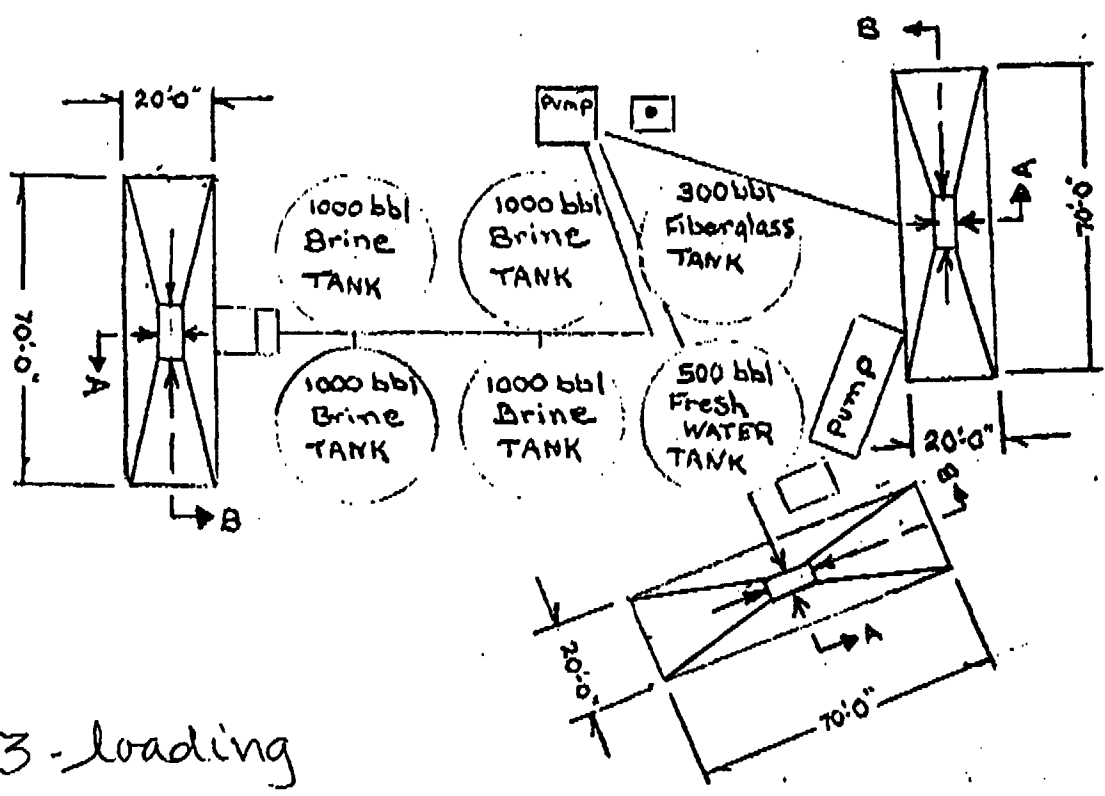 B
20'0"
Pump
A
70'-0"
1000 bbl
Brine
TANK
1000 bbl
Brine
TANK
300 bbl
Fiberglass
TANK
70'-0"
A
1000 bbl
Brine
TANK
1000 bbl
Brine
TANK
500 bbl
Fresh
WATER
TANK
Pump
20'0"
B
B
A
20'0"
70'0"
3-loading